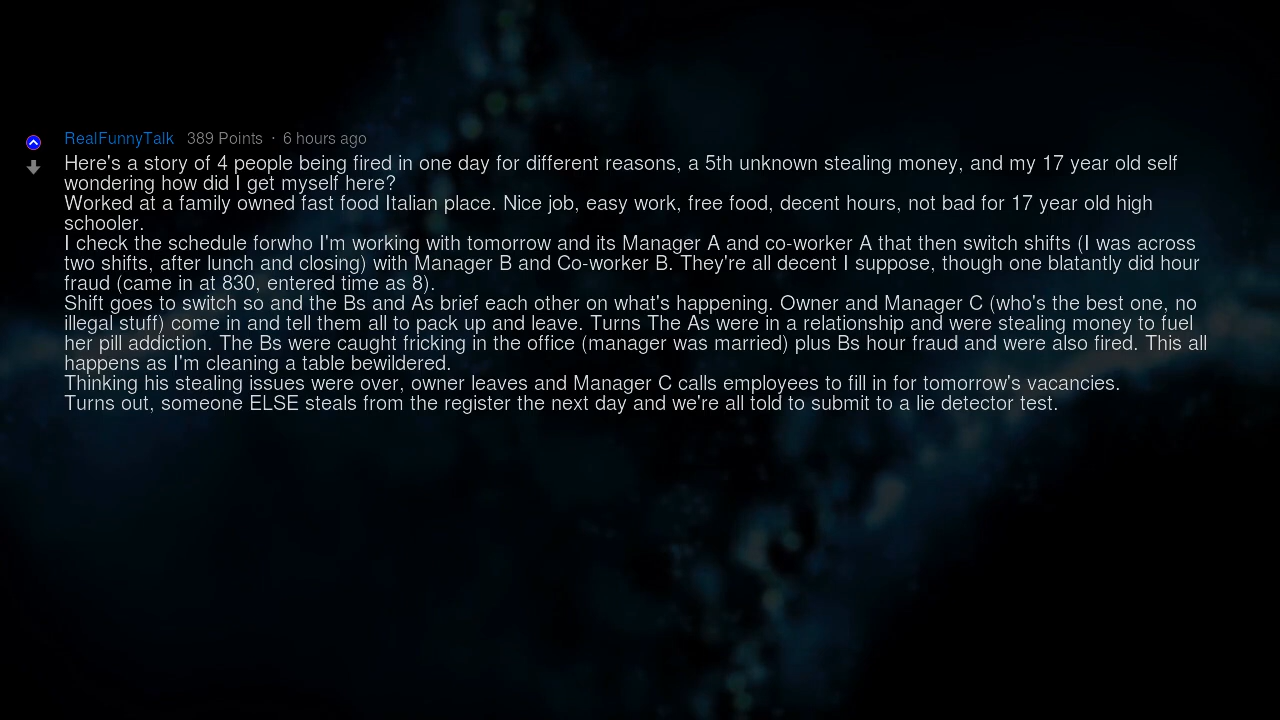 RealFunnyTalk 389 Points · 6 hours ago
Here's a story of 4 people being fired in one day for different reasons, a 5th unknown stealing money, and my 17 year old self
wondering how did I get myself here?
Worked at a family owned fast food Italian place. Nice job, easy work, free food, decent hours, not bad for 17 year old high
schooler.
I check the schedule forwho I'm working with tomorrow and its Manager A and co-worker A that then switch shifts (I was across
two shifts, after lunch and closing) with Manager B and Co-worker B. They're all decent I suppose, though one blatantly did hour
fraud (came in at 830, entered time as 8).
Shift goes to switch so and the Bs and As brief each other on what's happening. Owner and Manager C (who's the best one, no
illegal stuff) come in and tell them all to pack up and leave. Turns The As were in a relationship and were stealing money to fuel
her pill addiction. The Bs were caught fricking in the office (manager was married) plus Bs hour fraud and were also fired. This all
happens as I'm cleaning a table bewildered.
Thinking his stealing issues were over, owner leaves and Manager C calls employees to fill in for tomorrow's vacancies.
Turns out, someone ELSE steals from the register the next day and we're all told to submit to a lie detector test.